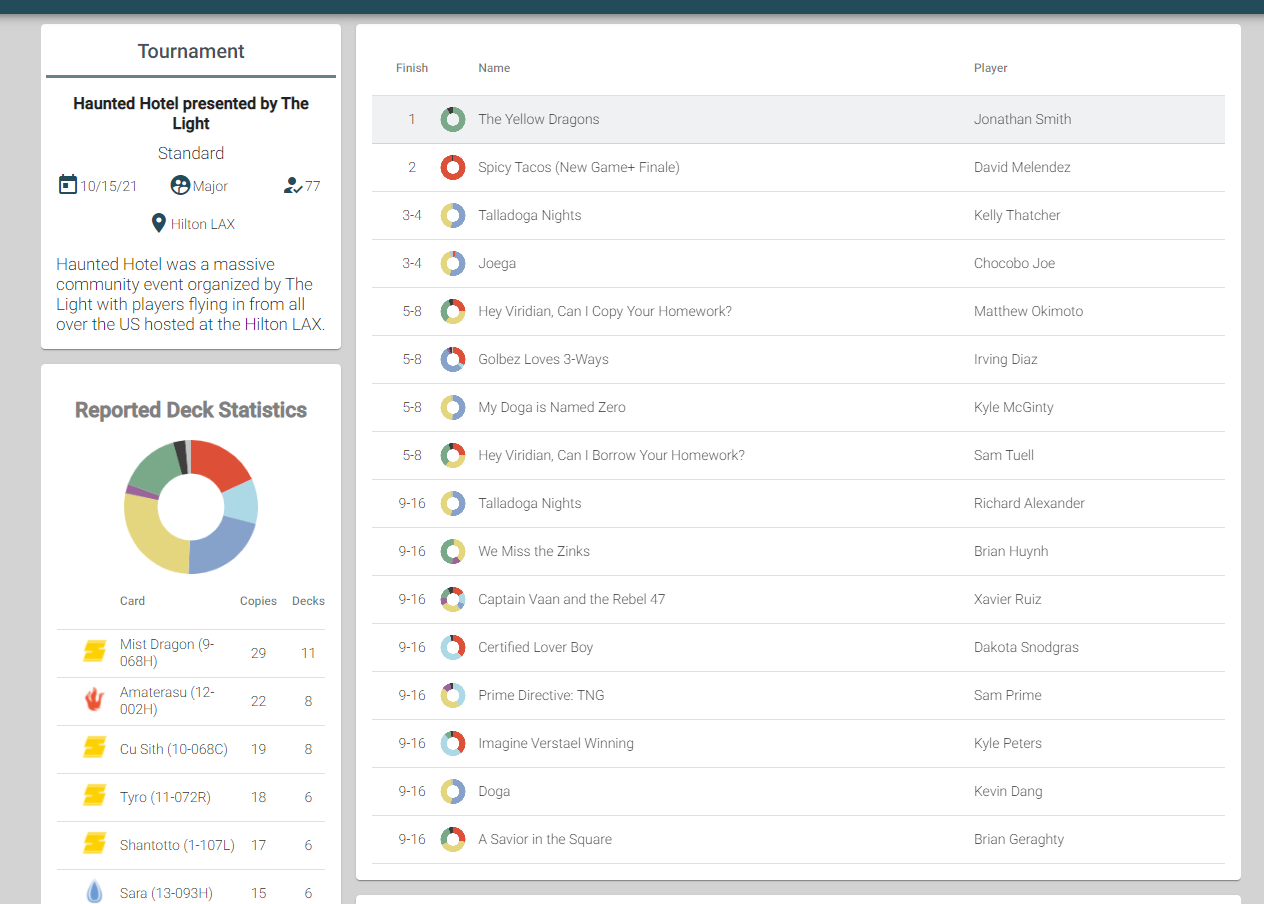 Tournament
Haunted Hotel presented by The
Light
Standard
10/15/21 Major 77
Hilton LAX
Haunted Hotel was a massive
community event organized by The
Light with players flying in from all
over the US hosted at the Hilton LAX.
Reported Deck Statistics
Card Copies Decks
Mist Dragon (9-
068H) 29 11
Amaterasu (12-
002H) 22 8
Cu Sith (10-068C) 19 8
Tyro (11-072R) 18 6
Shantotto (1-107L) 17 6
Sara (13-093H) 15 6
Finish Name Player
1 The Yellow Dragons Jonathan Smith
2 Spicy Tacos (New Game+ Finale) David Melendez
3-4 Talladoga Nights Kelly Thatcher
3-4 Joega Chocobo Joe
5-8 Hey Viridian, Can I Copy Your Homework? Matthew Okimoto
5-8 Golbez Loves 3-Ways Irving Diaz
5-8 My Doga is Named Zero Kyle McGinty
5-8 Hey Viridian, Can I Borrow Your Homework? Sam Tuell
9-16 Talladoga Nights Richard Alexander
9-16 We Miss the Zinks Brian Huynh
9-16 Captain Vaan and the Rebel 47 Xavier Ruiz
9-16 Certified Lover Boy Dakota Snodgras
9-16 Prime Directive: TNG Sam Prime
9-16 Imagine Verstael Winning Kyle Peters
9-16 Doga Kevin Dang
9-16 A Savior in the Square Brian Geraghty